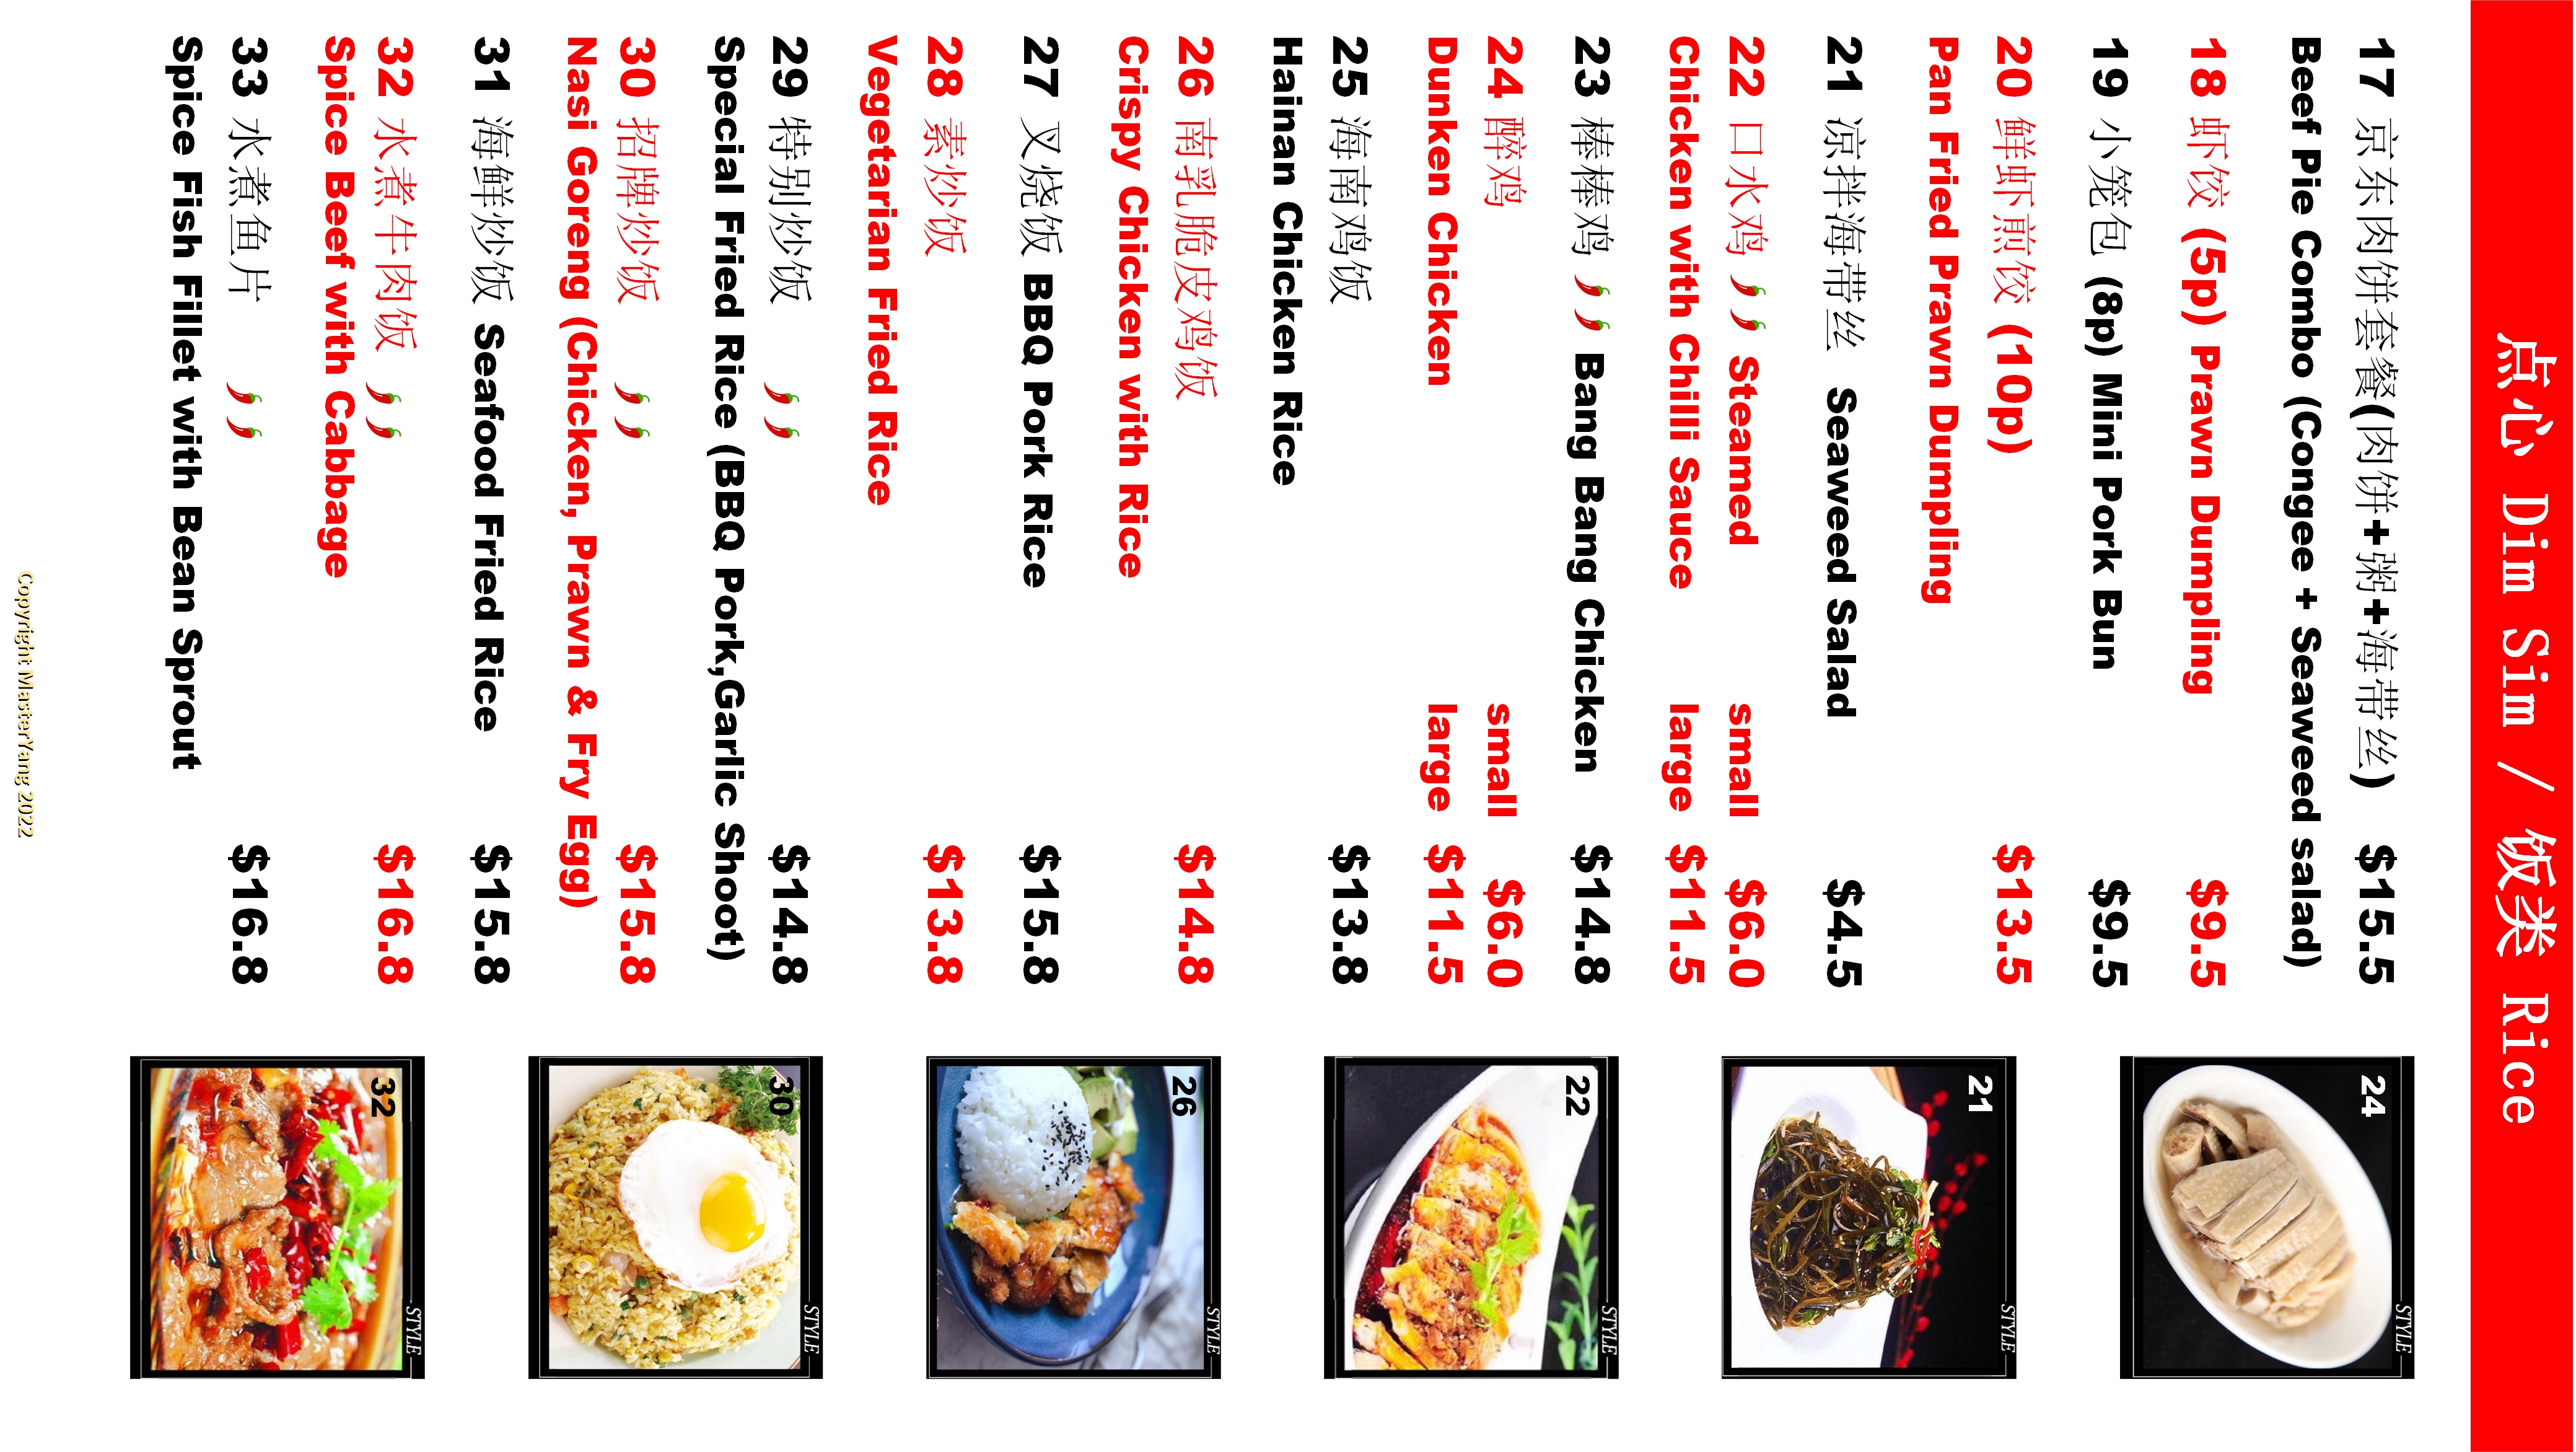 点心 Dim Sim / 饭类 Rice
17 京东肉饼套餐(肉饼+粥+海带丝) $15.5
Beef Pie Combo (Congee + Seaweed salad)
18 虾饺 (5p) Prawn Dumpling $9.5
19 小笼包 (8p) Mini Pork Bun $9.5
20 鲜虾煎饺 (10p) $13.5
Pan Fried Prawn Dumpling
21 凉拌海带丝 Seaweed Salad $4.5
22 口水鸡 Steamed small $6.0
Chicken with Chilli Sauce large $11.5
23 棒棒鸡 Bang Bang Chicken $14.8
24 醉鸡 small $6.0
Dunken Chicken large $11.5
25 海南鸡饭 $13.8
Hainan Chicken Rice
26 南乳脆皮鸡饭 $14.8
Crispy Chicken with Rice
27 叉烧饭 BBQ Pork Rice $15.8
28 素炒饭 $13.8
Vegetarian Fried Rice
29 特别炒饭 $14.8
Special Fried Rice (BBQ Pork,Garlic Shoot)
30 招牌炒饭 $15.8
Nasi Goreng (Chicken, Prawn & Fry Egg)
31 海鲜炒饭 Seafood Fried Rice $15.8
32 水煮牛肉饭 $16.8
Spice Beef with Cabbage
33 水煮鱼片 $16.8
Spice Fish Fillet with Bean Sprout
24
STYLE
21
STYLE
22
STYLE
26
STYLE
30
STYLE
32
STYLE
Copyright MasterYang 2022